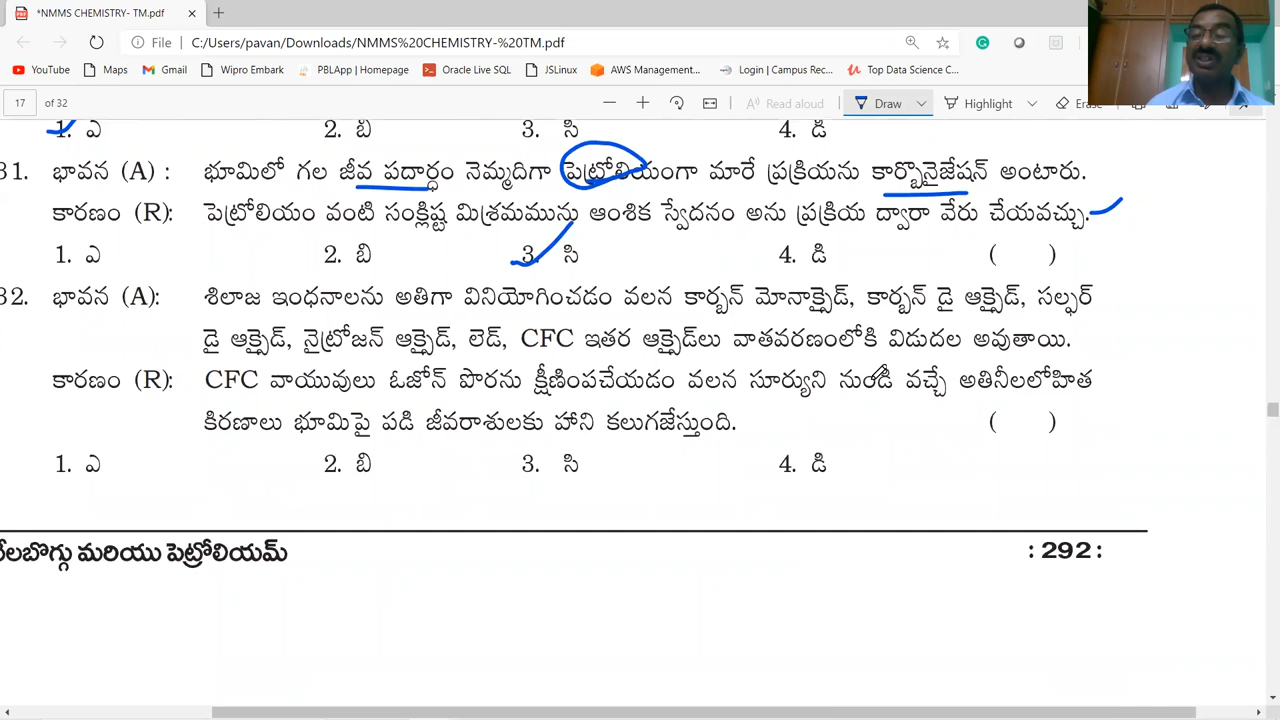 *NMMS CHEMISTRY- TM.pdf
File C:/Users/pavan/Downloads/NMMS%20CHEMISTRY-%20TM.pdf
YouTube Maps Gmail Wipro Embark PBLApp | Homepage Oracle Live SQL JSLinux AWS Management... Login | Campus Rec... Top Data Science C...
17 of 32 Read aloud Draw Highlight Erase
1. ఎ 2. బి 3. సి 4. డి
31. భావన (A) : భూమిలో గల జీవ పదార్ధం నెమ్మదిగా పెట్రోలియంగా మారే ప్రక్రియను కార్బొనైజేషన్ అంటారు.
కారణం (R): పెట్రోలియం వంటి సంక్లిష్ట మిశ్రమమును ఆంశిక స్వేదనం అను ప్రక్రియ ద్వారా వేరు చేయవచ్చు.
1. ఎ 2. బి 3. సి 4. డి ( )
32. భావన (A): శిలాజ ఇంధనాలను అతిగా వినియోగించడం వలన కార్బన్ మోనాక్సైడ్, కార్బన్ డై ఆక్సైడ్, సల్ఫర్
డై ఆక్సైడ్, నైట్రోజన్ ఆక్సైడ్, లెడ్, CFC ఇతర ఆక్సైడ్‌లు వాతవరణంలోకి విడుదల అవుతాయి.
కారణం (R): CFC వాయువులు ఓజోన్ పొరను క్షీణింపచేయడం వలన సూర్యుని నుండి వచ్చే అతినీలలోహిత
కిరణాలు భూమిపై పడి జీవరాశులకు హాని కలుగజేస్తుంది. ( )
1. ఎ 2. బి 3. సి 4. డి
నేలబొగ్గు మరియు పెట్రోలియమ్ : 292 :